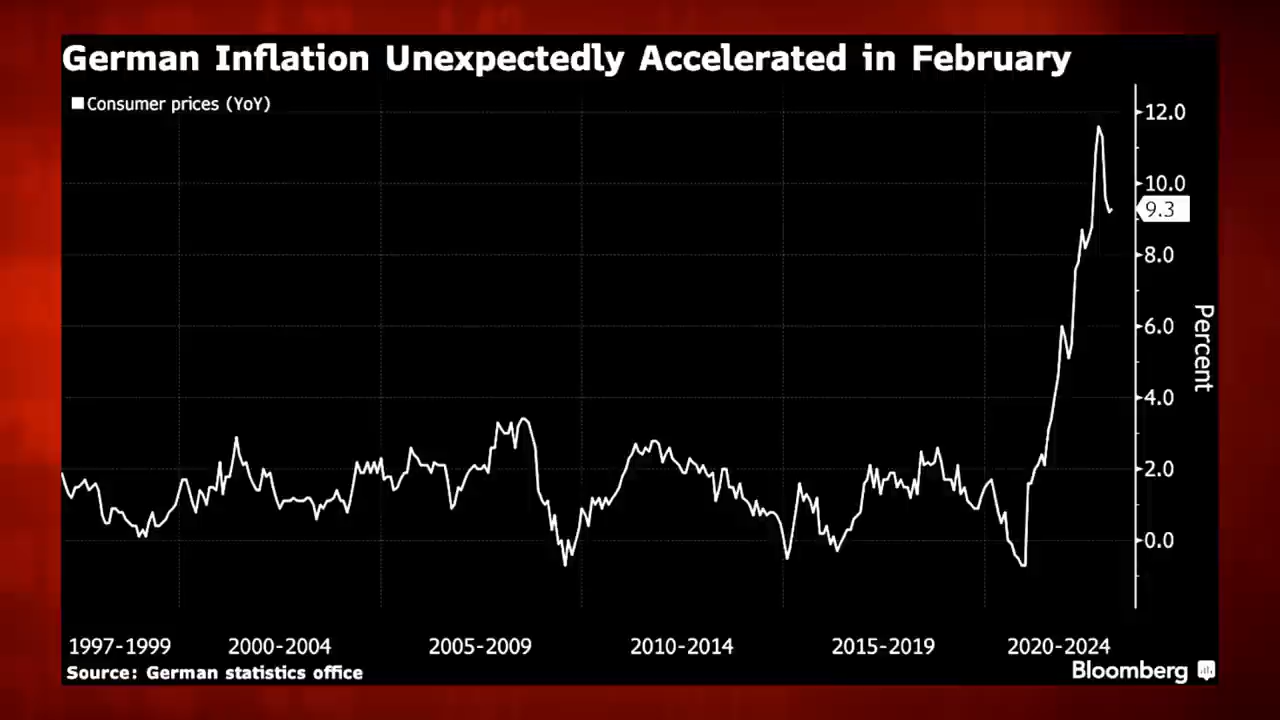 German Inflation Unexpectedly Accelerated in February
Consumer prices (YoY)
12.0
10.0
9.3
8.0
6.0
4.0
2.0
0.0
Percent
1997-1999 2000-2004 2005-2009 2010-2014 2015-2019 2020-2024
Source: German statistics office
Bloomberg